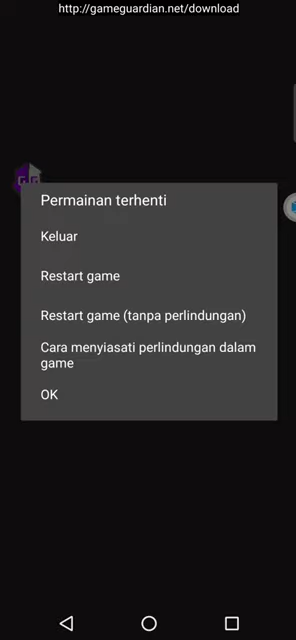 http://gameguardian.net/download
Permainan terhenti
Keluar
Restart game
Restart game (tanpa perlindungan)
Cara menyiasati perlindungan dalam
game
OK